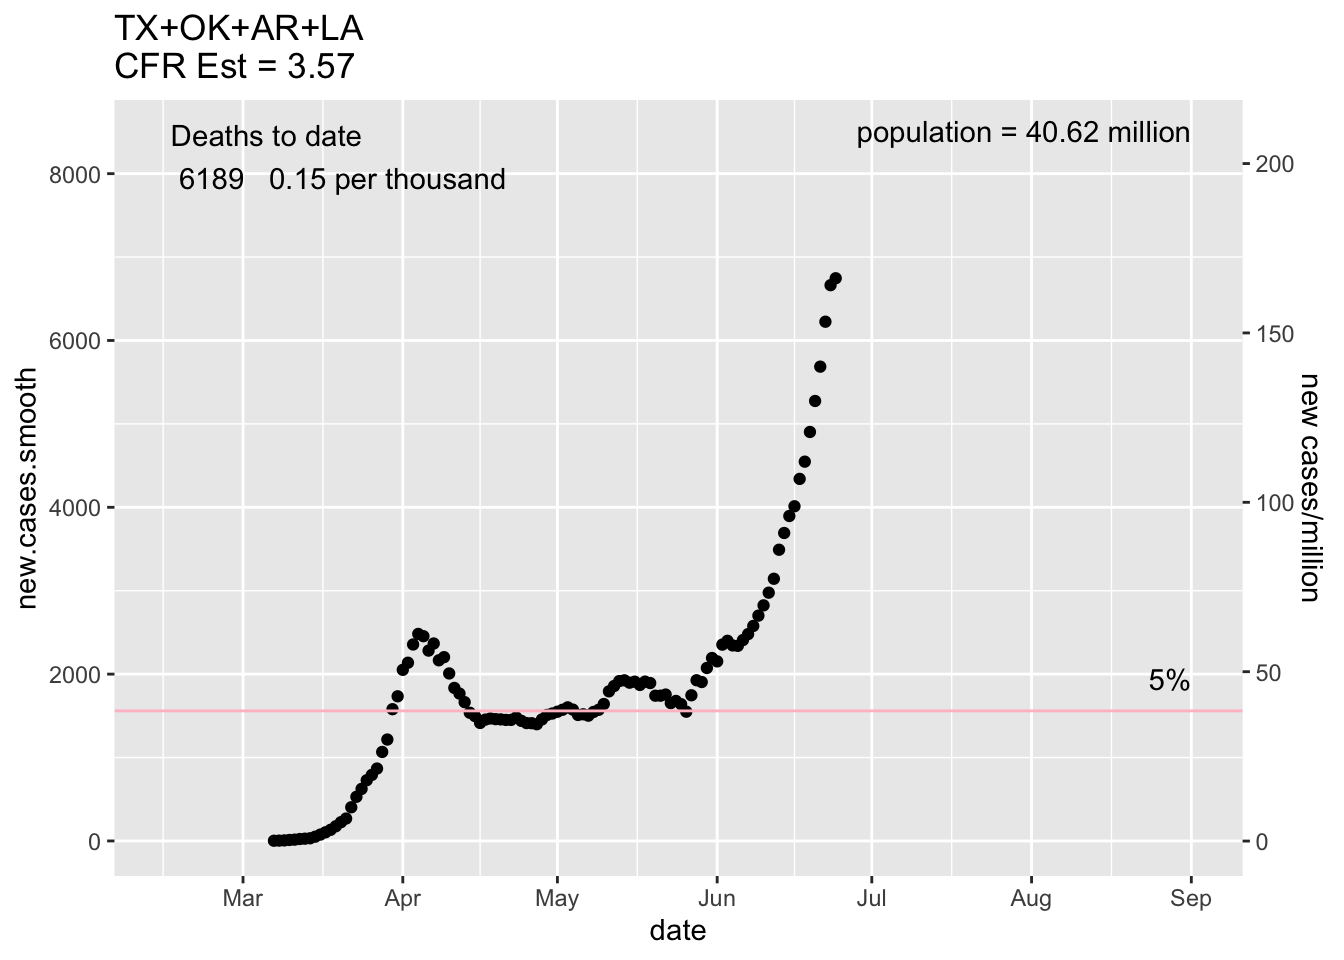 TX+OK+AR+LA
CFR Est = 3.57
Deaths to date
population = 40.62 million
6189 0.15 per thousand
8000
6000
4000
2000
0
new.cases.smooth
200
150
100
50
0
new cases/million
5%
Mar Apr May Jun Jul Aug Sep
date